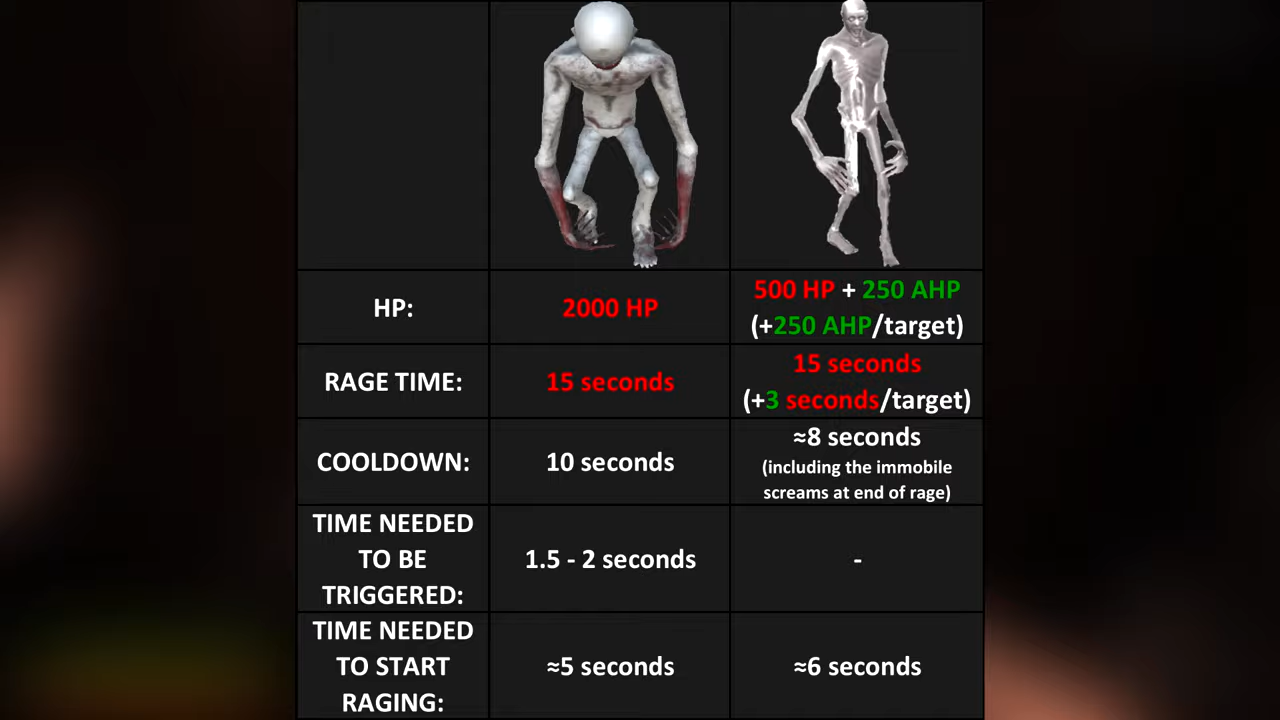 HP:
2000 HP
500 HP + 250 AHP
(+250 AHP/target)
RAGE TIME:
15 seconds
15 seconds
(+3 seconds/target)
COOLDOWN:
10 seconds
≈8 seconds
(including the immobile
screams at end of rage)
TIME NEEDED
TO BE
TRIGGERED:
1.5 - 2 seconds
-
TIME NEEDED
TO START
RAGING:
≈5 seconds
≈6 seconds